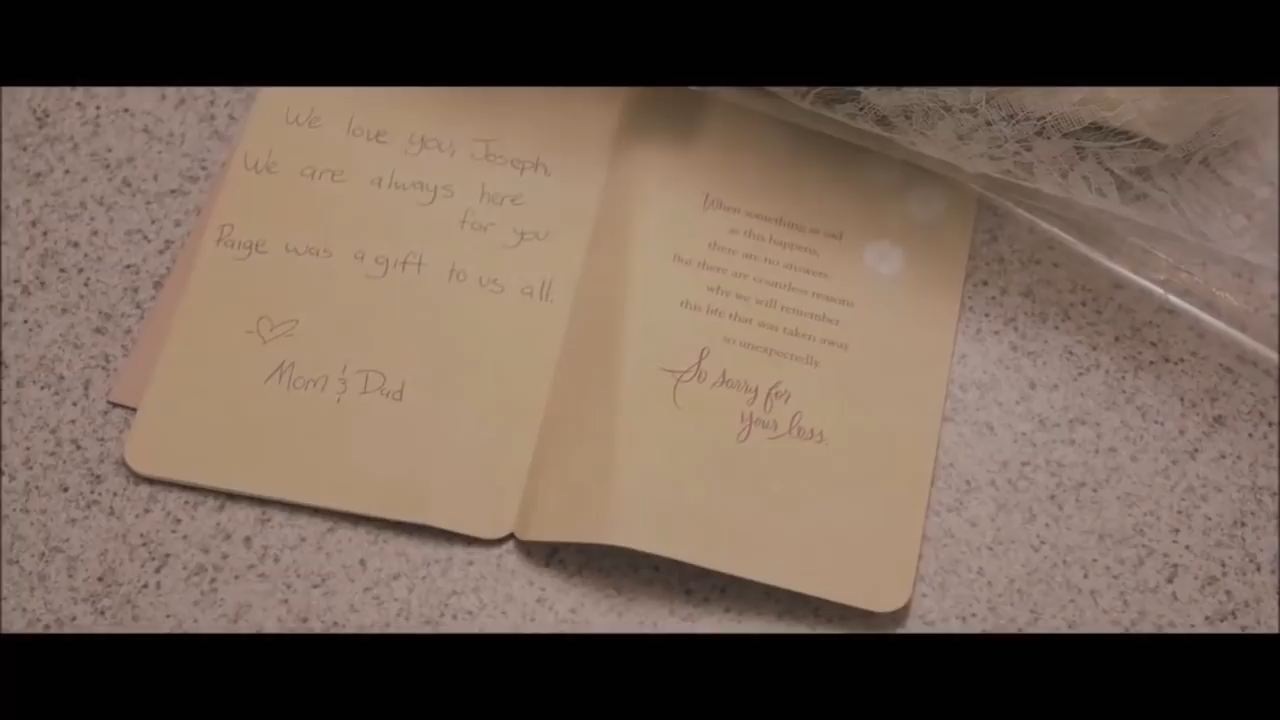 We love you, Joseph.
We are always here
for you
Paige was a gift to us all.
Mom & Dad
When something so sad
as this happens,
there are no answers.
But there are countless reasons
why we will remember
this life that was taken away
so unexpectedly.
So sorry for
your loss.